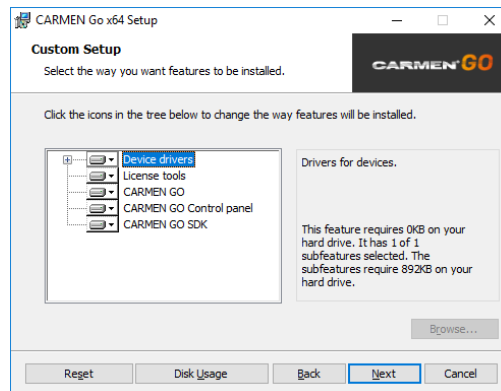 CARMEN Go x64 Setup
Custom Setup
Select the way you want features to be installed.
CARMEN GO
Click the icons in the tree below to change the way features will be installed.
Device drivers
License tools
CARMEN GO
CARMEN GO Control panel
CARMEN GO SDK
Drivers for devices.
This feature requires 0KB on your
hard drive. It has 1 of 1
subfeatures selected. The
subfeatures require 892KB on your
hard drive.
Browse...
Reset
Disk Usage
Back
Next
Cancel